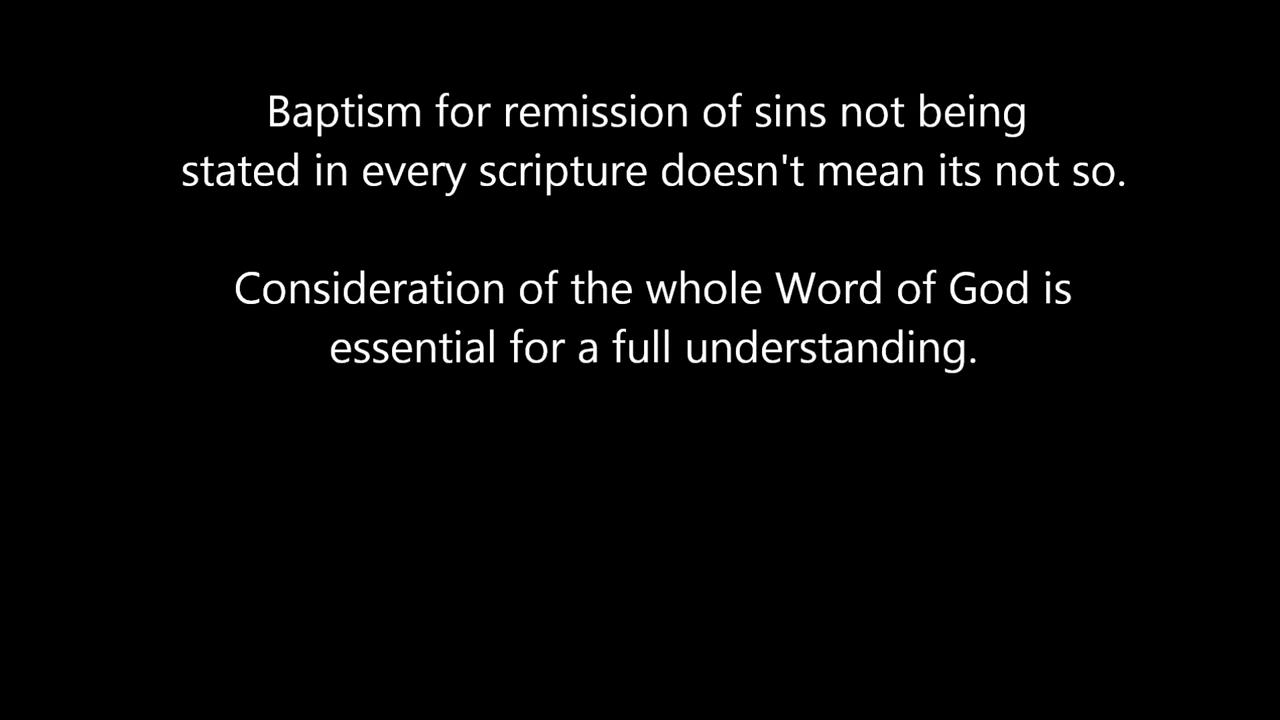 Baptism for remission of sins not being
stated in every scripture doesn't mean its not so.
Consideration of the whole Word of God is
essential for a full understanding.